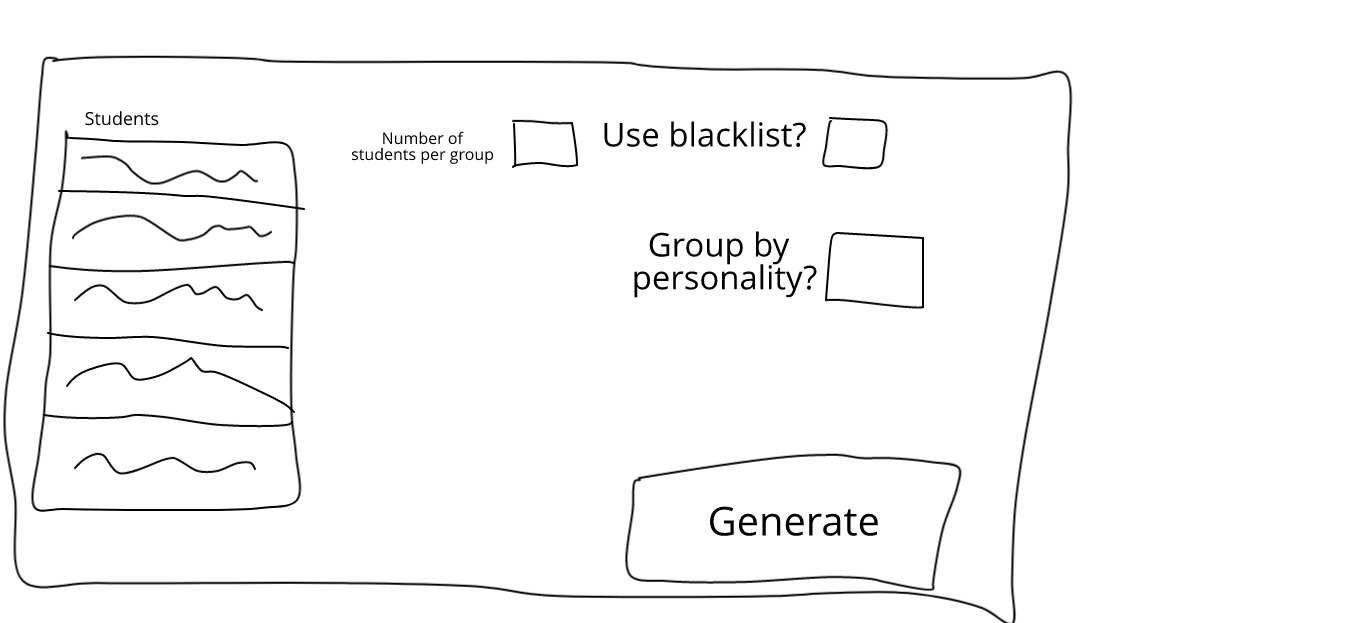 Students
Number of
students per group
Use blacklist?
Group by
personality?
Generate